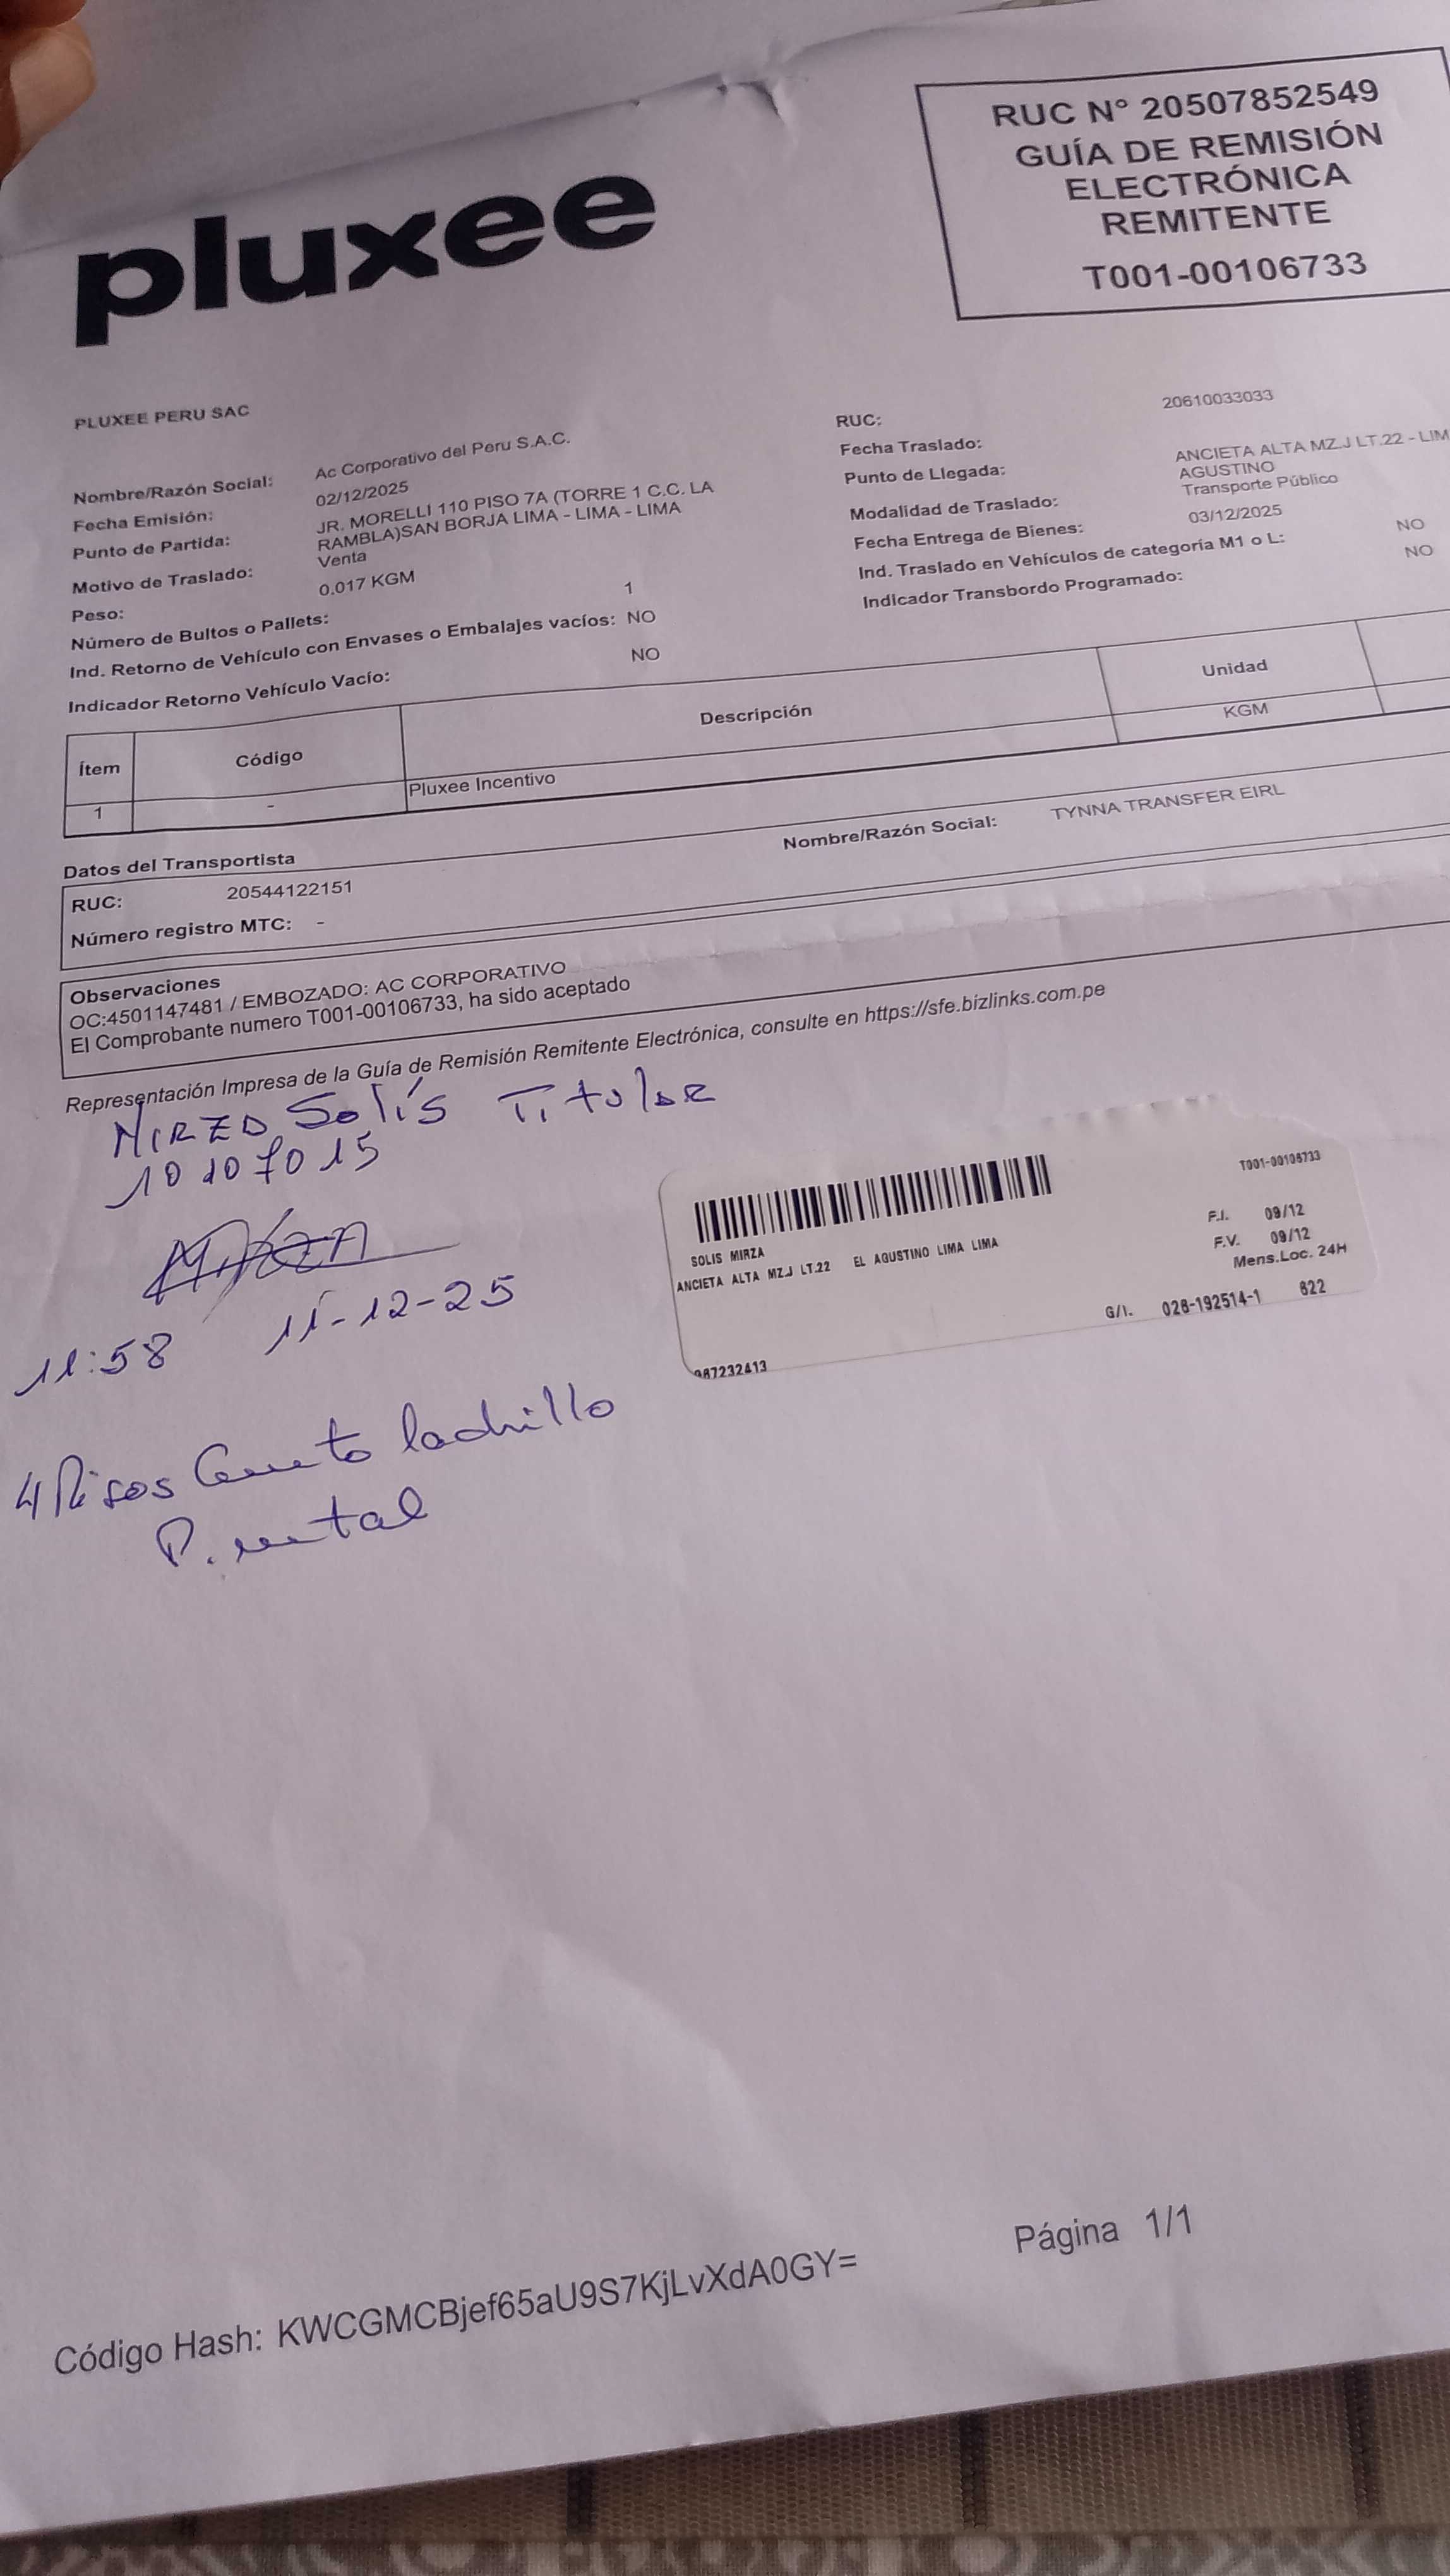 pluxee
RUC N° 20507852549
GUÍA DE REMISIÓN
ELECTRÓNICA
REMITENTE
T001-00106733
PLUXEE PERU SAC
Nombre/Razón Social: Ac Corporativo del Peru S.A.C.
Fecha Emisión: 02/12/2025
Punto de Partida: JR. MORELLI 110 PISO 7A (TORRE 1 C.C. LA
RAMBLA)SAN BORJA LIMA - LIMA - LIMA
Motivo de Traslado: Venta
Peso: 0.017 KGM
Número de Bultos o Pallets: 1
Ind. Retorno de Vehículo con Envases o Embalajes vacíos: NO
Indicador Retorno Vehículo Vacío: NO
RUC: 20610033033
Fecha Traslado:
Punto de Llegada: ANCIETA ALTA MZ.J LT.22 - LIM
AGUSTINO
Modalidad de Traslado: Transporte Público
Fecha Entrega de Bienes: 03/12/2025
Ind. Traslado en Vehículos de categoría M1 o L: NO
Indicador Transbordo Programado: NO
Ítem Código Descripción Unidad
1 - Pluxee Incentivo KGM
Datos del Transportista
RUC: 20544122151 Nombre/Razón Social: TYNNA TRANSFER EIRL
Número registro MTC: -
Observaciones
OC:4501147481 / EMBOZADO: AC CORPORATIVO
El Comprobante numero T001-00106733, ha sido aceptado
Representación Impresa de la Guía de Remisión Remitente Electrónica, consulte en https://sfe.bizlinks.com.pe
Solís Titular
10107015
11:58 11-12-25
4 Pisos ladrillo
P. metal
T001-00106733
SOLIS MIRZA
ANCIETA ALTA MZ.J LT.22 EL AGUSTINO LIMA LIMA
F.I. 09/12
F.V. 09/12
Mens.Loc. 24H
G/I. 028-192514-1 622
987232413
Código Hash: KWCGMCBjef65aU9S7KjLvXdA0GY=
Página 1/1